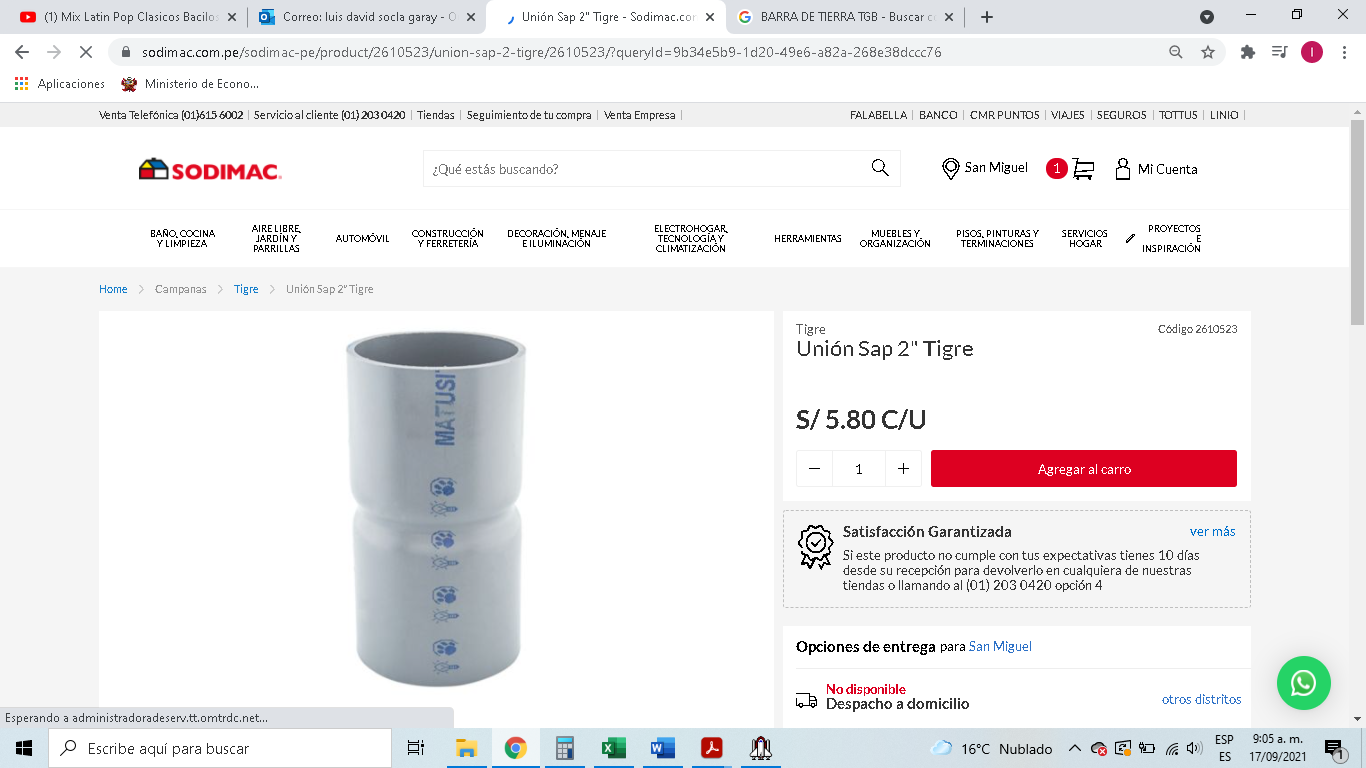 (1) Mix Latin Pop Clasicos Bacilos
Correo: luis david socla garay - O
Unión Sap 2" Tigre - Sodimac.com
BARRA DE TIERRA TGB - Buscar c
sodimac.com.pe/sodimac-pe/product/2610523/union-sap-2-tigre/2610523/?queryId=9b34e5b9-1d20-49e6-a82a-268e38dccc76
I
Aplicaciones
Ministerio de Econo...
Venta Telefónica (01)615 6002 | Servicio al cliente (01) 203 0420 | Tiendas | Seguimiento de tu compra | Venta Empresa |
FALABELLA | BANCO | CMR PUNTOS | VIAJES | SEGUROS | TOTTUS | LINIO |
SODIMAC
¿Qué estás buscando?
San Miguel
1
Mi Cuenta
BAÑO, COCINA
Y LIMPIEZA
AIRE LIBRE,
JARDÍN Y
PARRILLAS
AUTOMÓVIL
CONSTRUCCIÓN
Y FERRETERÍA
DECORACIÓN, MENAJE
E ILUMINACIÓN
ELECTROHOGAR,
TECNOLOGÍA Y
CLIMATIZACIÓN
HERRAMIENTAS
MUEBLES Y
ORGANIZACIÓN
PISOS, PINTURAS Y
TERMINACIONES
SERVICIOS
HOGAR
PROYECTOS
E
INSPIRACIÓN
Home > Campanas > Tigre > Unión Sap 2" Tigre
MATUSI
Tigre
Código 2610523
Unión Sap 2" Tigre
S/ 5.80 C/U
− 1 +
Agregar al carro
Satisfacción Garantizada
ver más
Si este producto no cumple con tus expectativas tienes 10 días
desde su recepción para devolverlo en cualquiera de nuestras
tiendas o llamando al (01) 203 0420 opción 4
Opciones de entrega para San Miguel
No disponible
Despacho a domicilio
otros distritos
Esperando a administradoradeserv.tt.omtrdc.net...
Escribe aquí para buscar
16°C Nublado
ESP
ES
9:05 a. m.
17/09/2021
1